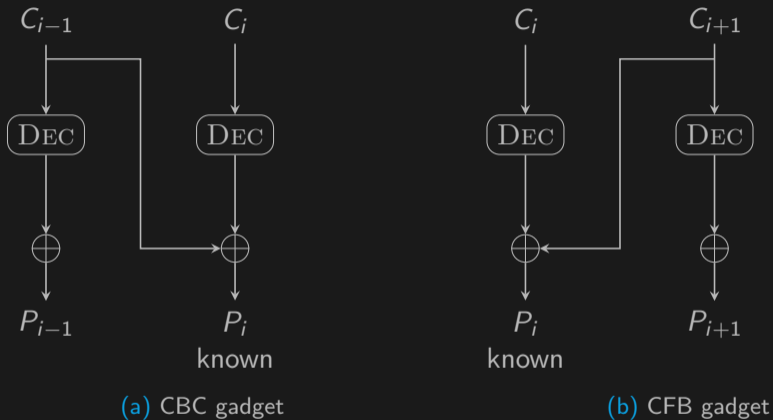 C_{i−1} C_i C_i C_{i+1}
DEC DEC DEC DEC
P_{i−1} P_i P_i P_{i+1}
known known
(a) CBC gadget (b) CFB gadget